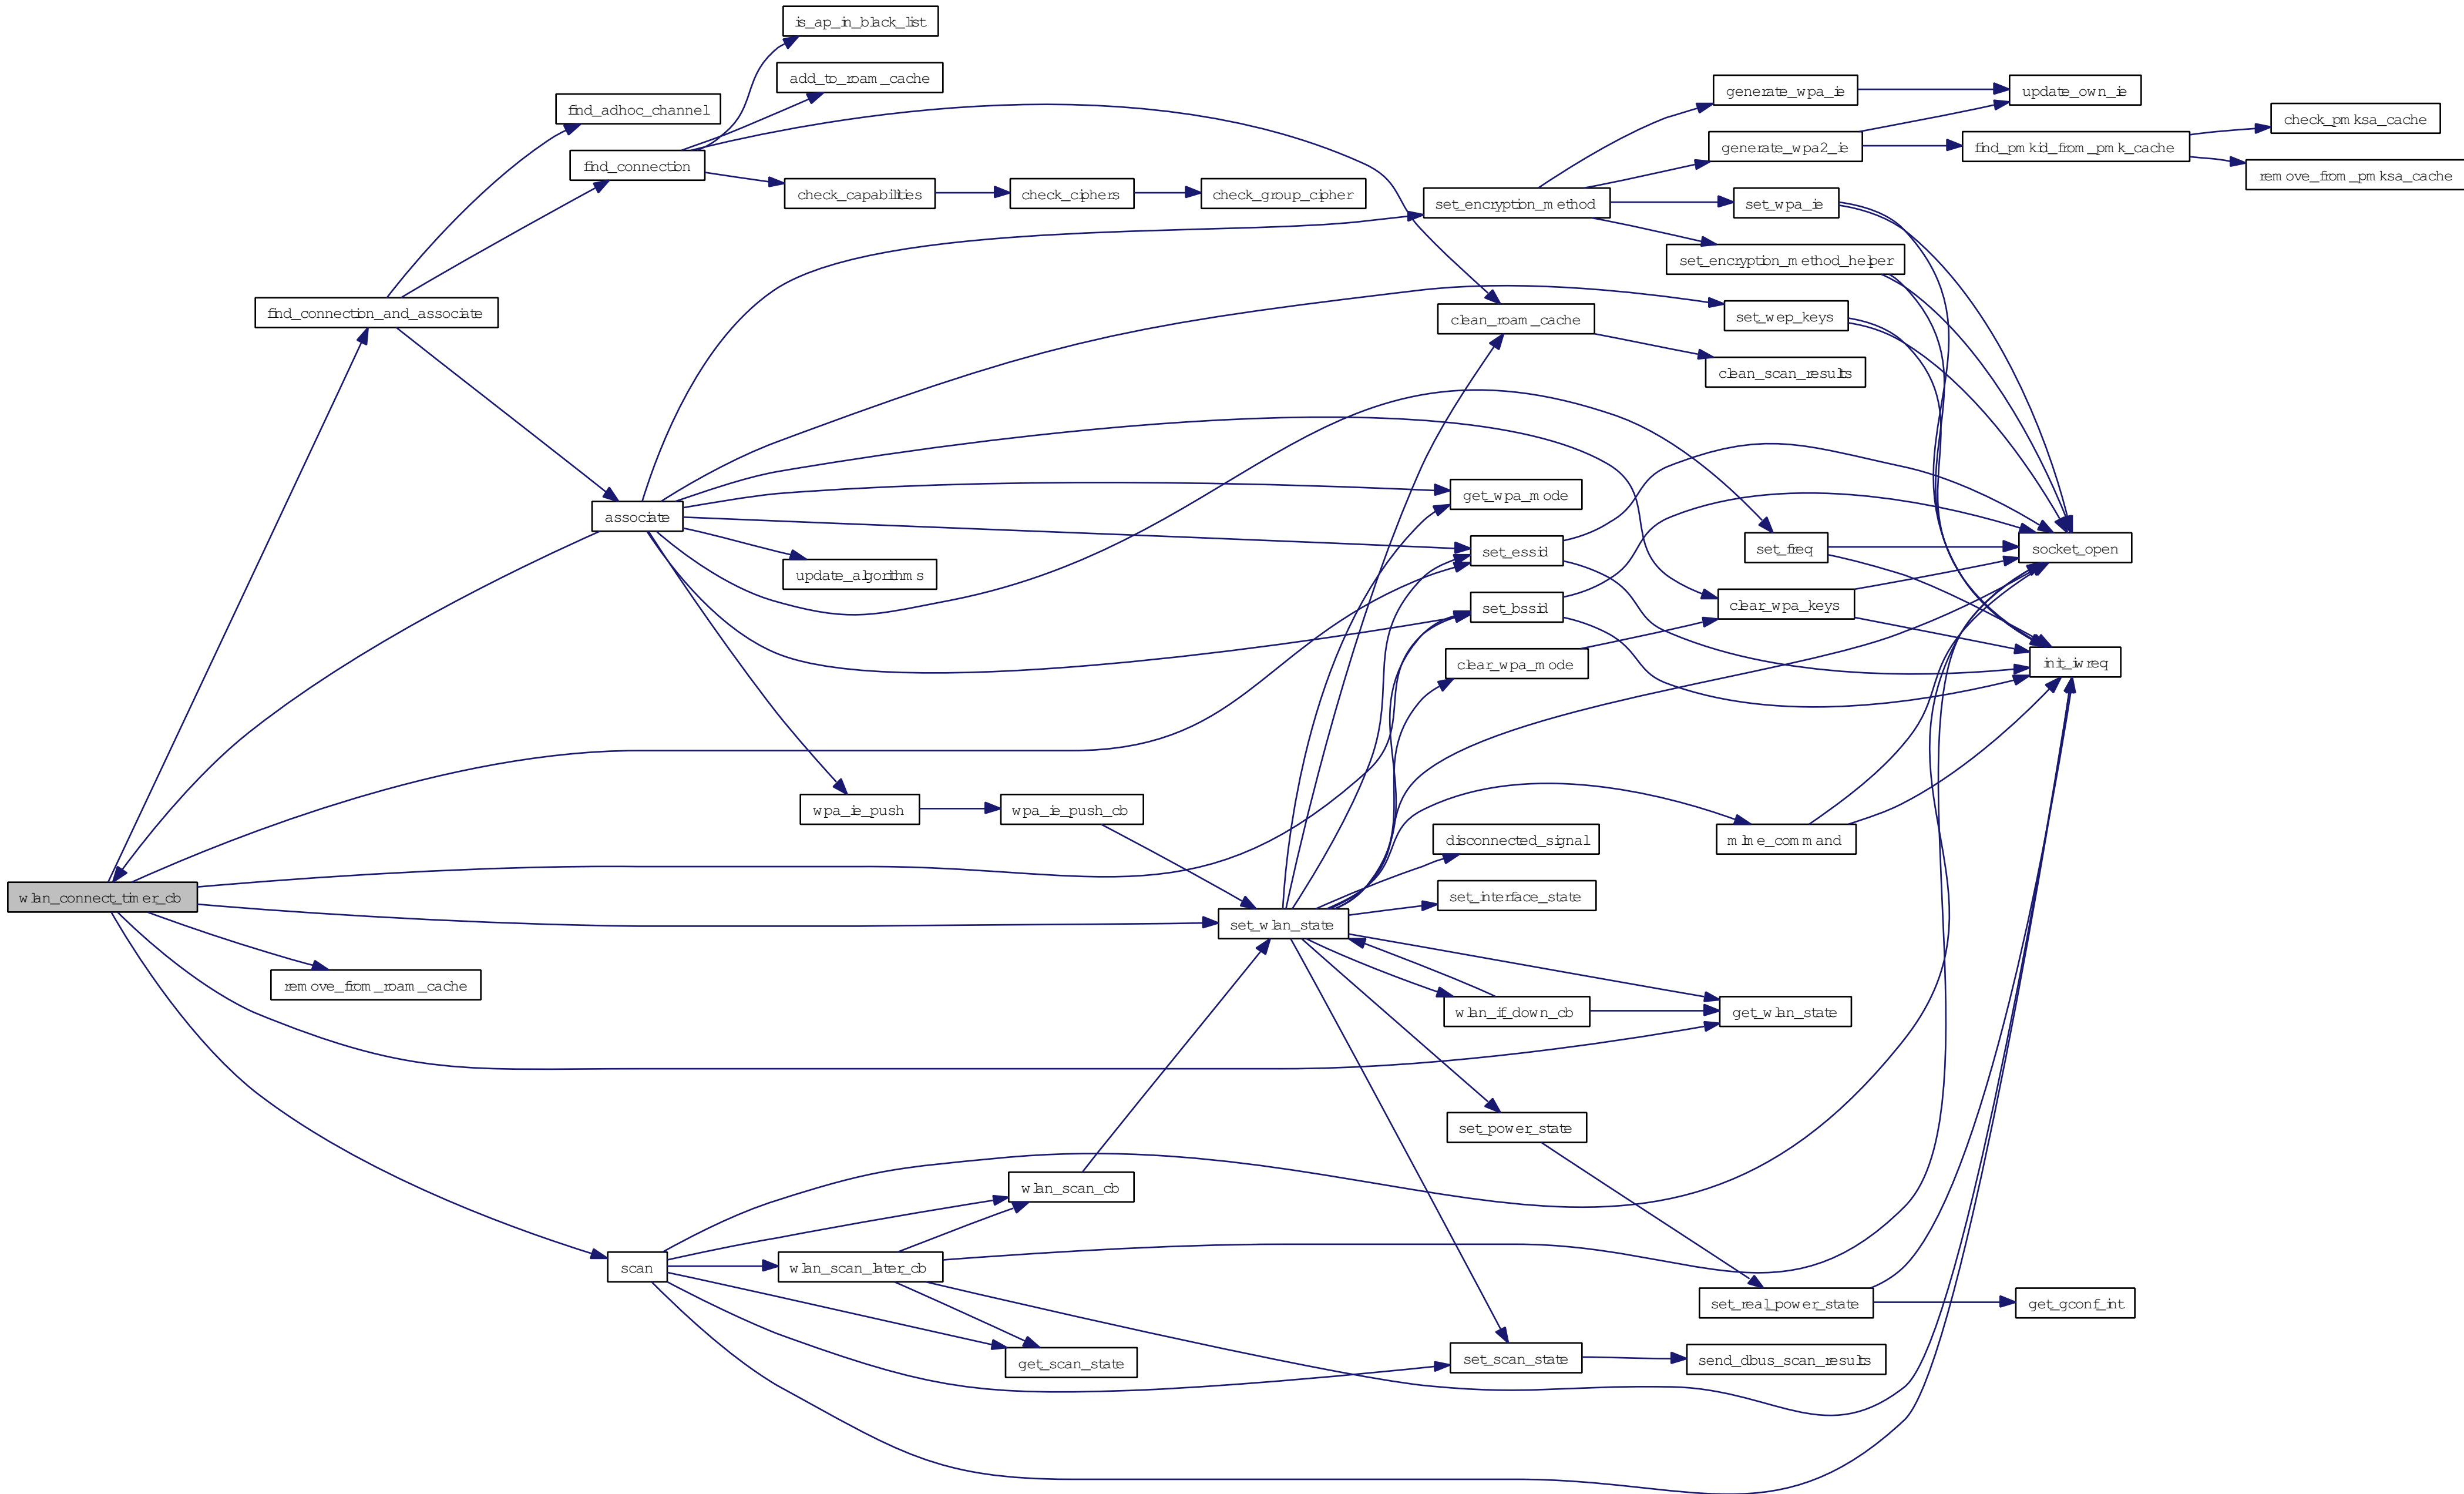 is_ap_in_black_list
add_to_roam_cache
find_adhoc_channel
find_connection
check_capabilities
check_ciphers
check_group_cipher
generate_wpa_ie
update_own_ie
generate_wpa2_ie
find_pmkid_from_pmk_cache
check_pmksa_cache
remove_from_pmksa_cache
set_encryption_method
set_wpa_ie
set_encryption_method_helper
find_connection_and_associate
clean_roam_cache
set_wep_keys
clean_scan_results
associate
get_wpa_mode
set_essid
set_freq
socket_open
update_algorithms
set_bssid
clear_wpa_keys
clear_wpa_mode
init_iwreq
wpa_ie_push
wpa_ie_push_cb
disconnected_signal
mlme_command
wlan_connect_timer_cb
set_wlan_state
set_interface_state
remove_from_roam_cache
wlan_if_down_cb
get_wlan_state
set_power_state
wlan_scan_cb
scan
wlan_scan_later_cb
set_real_power_state
get_gconf_int
get_scan_state
set_scan_state
send_dbus_scan_results